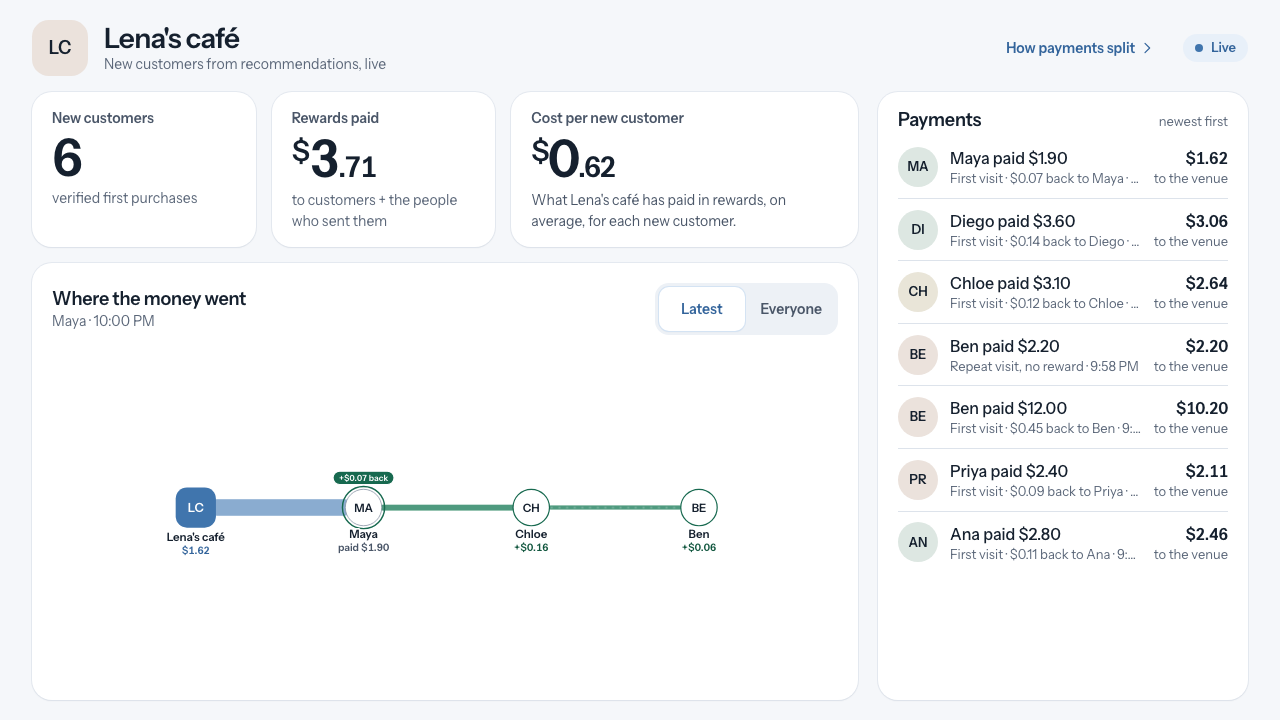 LC
Lena's café
New customers from recommendations, live
How payments split
Live
New customers
6
verified first purchases
Rewards paid
$3.71
to customers + the people
who sent them
Cost per new customer
$0.62
What Lena's café has paid in rewards, on
average, for each new customer.
Where the money went
Maya · 10:00 PM
Latest
Everyone
+$0.07 back
LC
MA
CH
BE
Lena's café
Maya
Chloe
Ben
$1.62
paid $1.90
+$0.16
+$0.06
Payments
newest first
MA
Maya paid $1.90
$1.62
First visit · $0.07 back to Maya · ...
to the venue
DI
Diego paid $3.60
$3.06
First visit · $0.14 back to Diego · ...
to the venue
CH
Chloe paid $3.10
$2.64
First visit · $0.12 back to Chloe · ...
to the venue
BE
Ben paid $2.20
$2.20
Repeat visit, no reward · 9:58 PM
to the venue
BE
Ben paid $12.00
$10.20
First visit · $0.45 back to Ben · 9:...
to the venue
PR
Priya paid $2.40
$2.11
First visit · $0.09 back to Priya · ...
to the venue
AN
Ana paid $2.80
$2.46
First visit · $0.11 back to Ana · 9:...
to the venue